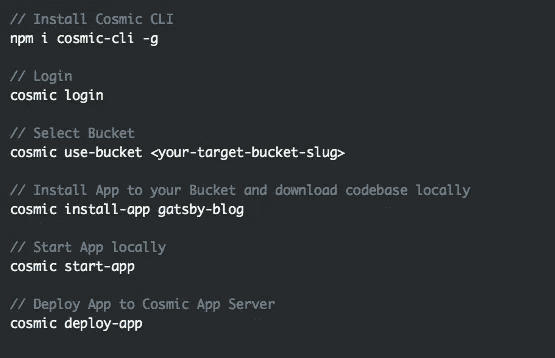 // Install Cosmic CLI
npm i cosmic-cli -g
// Login
cosmic login
// Select Bucket
cosmic use-bucket <your-target-bucket-slug>
// Install App to your Bucket and download codebase locally
cosmic install-app gatsby-blog
// Start App locally
cosmic start-app
// Deploy App to Cosmic App Server
cosmic deploy-app